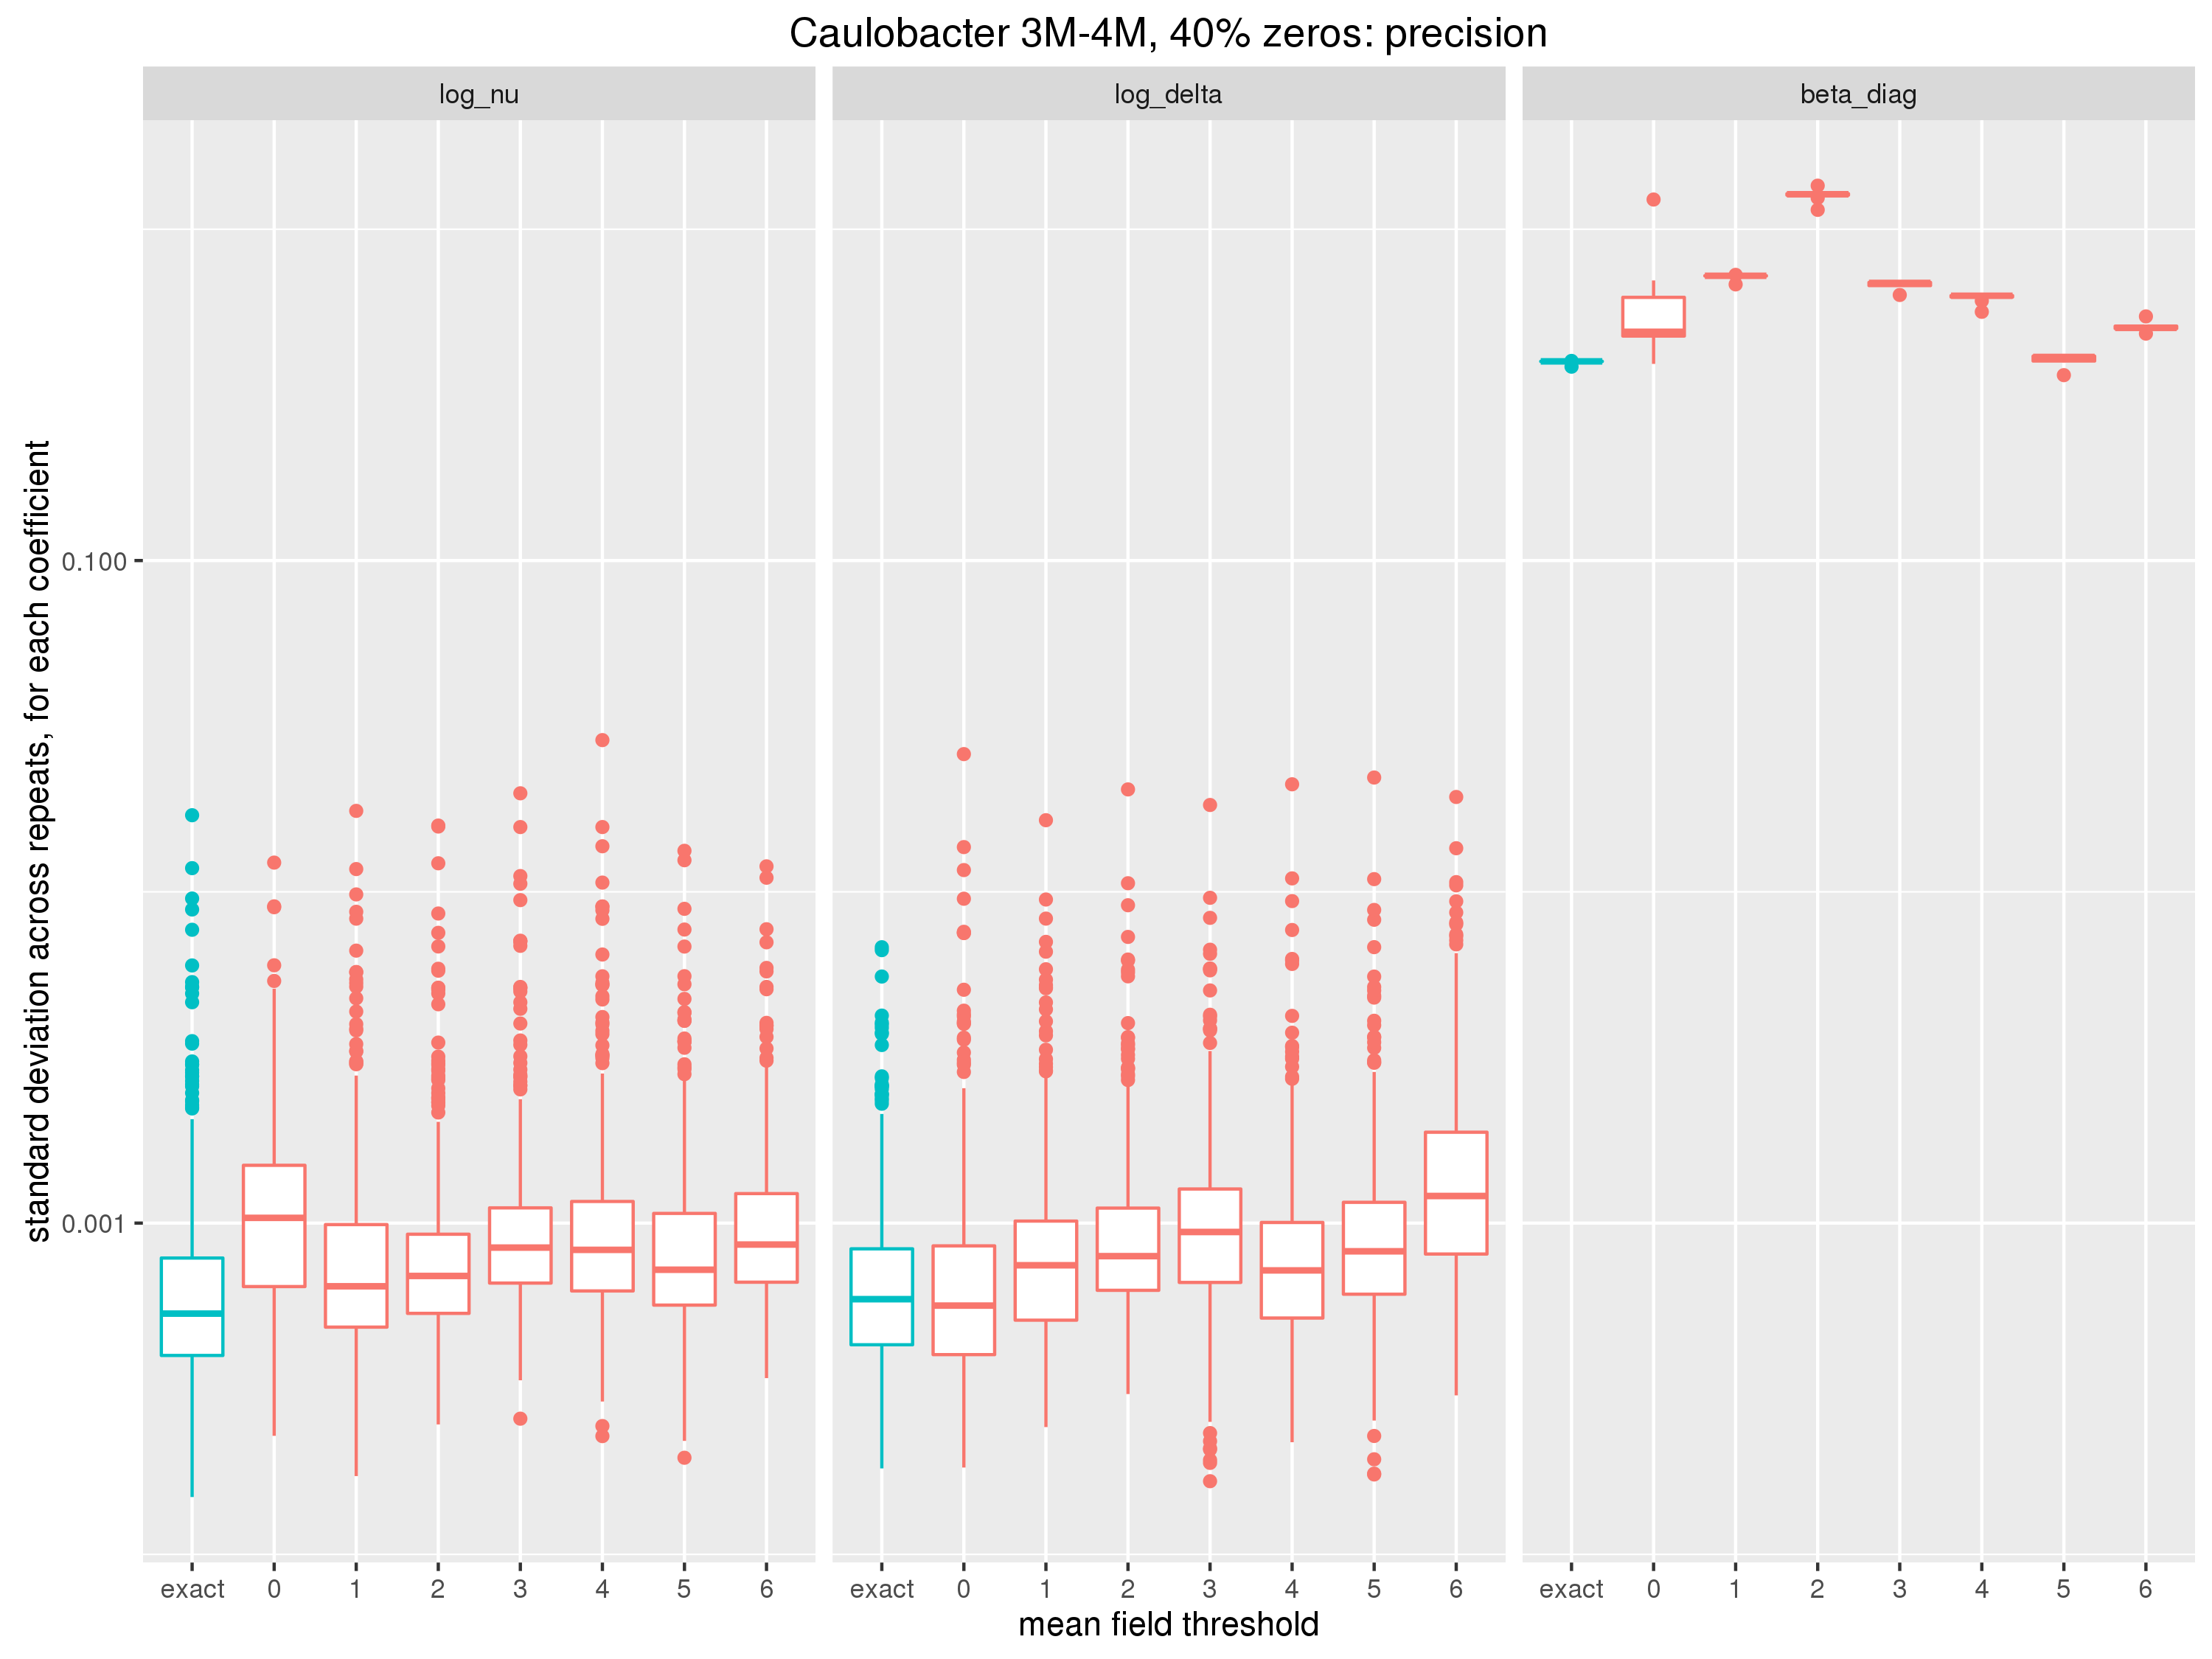 Caulobacter 3M-4M, 40% zeros: precision
log_nu
log_delta
beta_diag
standard deviation across repeats, for each coefficient
0.100
0.001
exact 0 1 2 3 4 5 6
exact 0 1 2 3 4 5 6
exact 0 1 2 3 4 5 6
mean field threshold